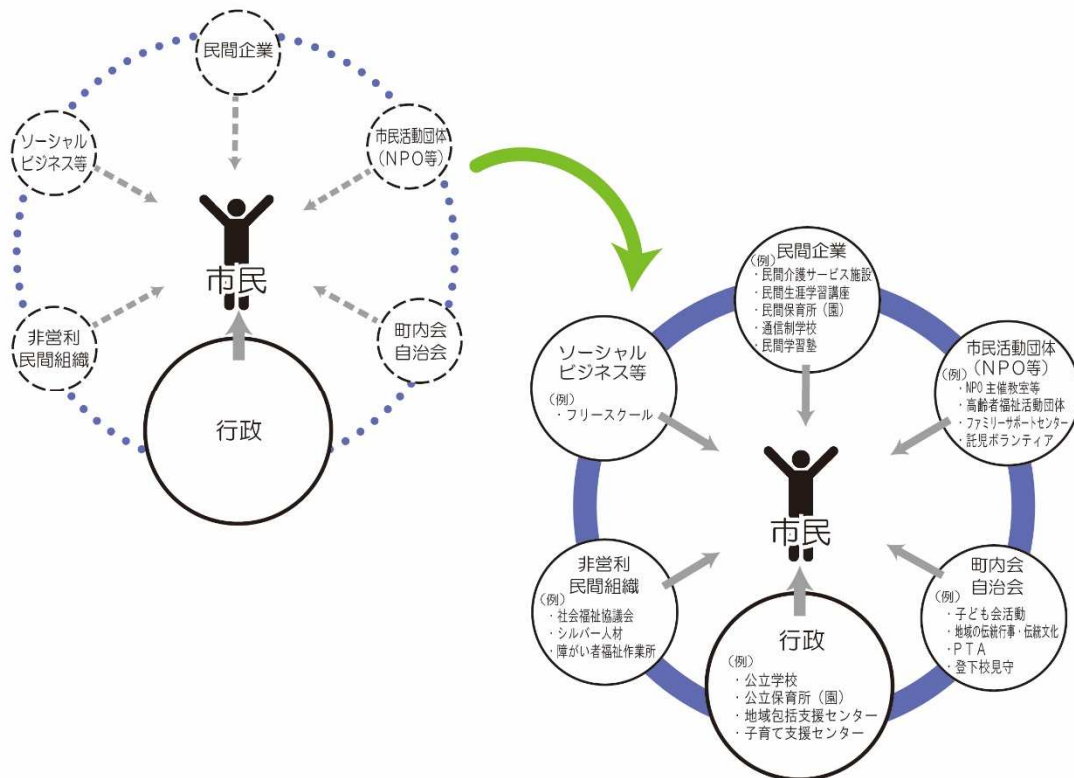 民間企業
ソーシャル
ビジネス等
市民活動団体
(NPO等)
市民
非営利
民間組織
町内会
自治会
行政
民間企業
(例)
・民間介護サービス施設
・民間生涯学習講座
・民間保育所(園)
・通信制学校
・民間学習塾
ソーシャル
ビジネス等
(例)
・フリースクール
市民活動団体
(NPO等)
(例)
・NPO 主催教室等
・高齢者福祉活動団体
・ファミリーサポートセンター
・託児ボランティア
市民
非営利
民間組織
(例)
・社会福祉協議会
・シルバー人材
・障がい者福祉作業所
町内会
自治会
(例)
・子ども会活動
・地域の伝統行事・伝統文化
・PTA
・登下校見守
行政
(例)
・公立学校
・公立保育所(園)
・地域包括支援センター
・子育て支援センター